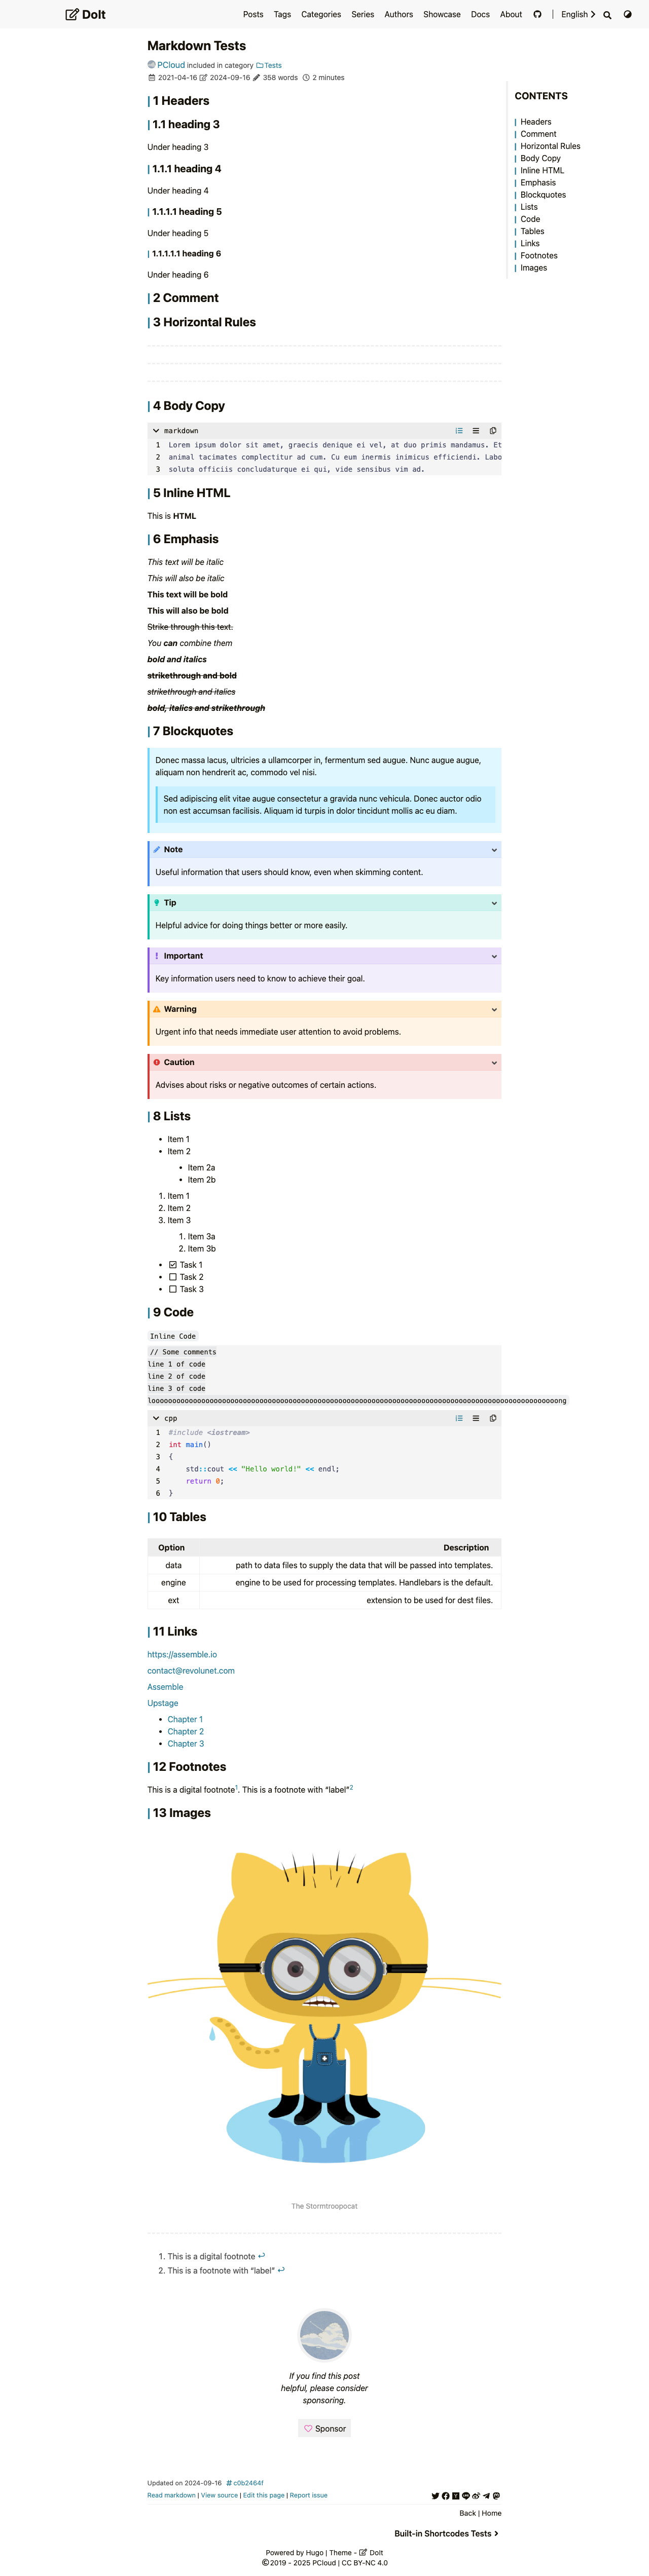 DoIt
Posts Tags Categories Series Authors Showcase Docs About | English
Markdown Tests
PCloud included in category Tests
2021-04-16 2024-09-16 358 words 2 minutes
CONTENTS
Headers
Comment
Horizontal Rules
Body Copy
Inline HTML
Emphasis
Blockquotes
Lists
Code
Tables
Links
Footnotes
Images
1 Headers
1.1 heading 3
Under heading 3
1.1.1 heading 4
Under heading 4
1.1.1.1 heading 5
Under heading 5
1.1.1.1.1 heading 6
Under heading 6
2 Comment
3 Horizontal Rules
4 Body Copy
markdown
1 Lorem ipsum dolor sit amet, graecis denique ei vel, at duo primis mandamus. Et
2 animal tacimates complectitur ad cum. Cu eum inermis inimicus efficiendi. Labo
3 soluta officiis concludaturque ei qui, vide sensibus vim ad.
5 Inline HTML
This is HTML
6 Emphasis
This text will be italic
This will also be italic
This text will be bold
This will also be bold
Strike through this text.
You can combine them
bold and italics
strikethrough and bold
strikethrough and italics
bold, italics and strikethrough
7 Blockquotes
Donec massa lacus, ultricies a ullamcorper in, fermentum sed augue. Nunc augue augue,
aliquam non hendrerit ac, commodo vel nisi.
Sed adipiscing elit vitae augue consectetur a gravida nunc vehicula. Donec auctor odio
non est accumsan facilisis. Aliquam id turpis in dolor tincidunt mollis ac eu diam.
Note
Useful information that users should know, even when skimming content.
Tip
Helpful advice for doing things better or more easily.
Important
Key information users need to know to achieve their goal.
Warning
Urgent info that needs immediate user attention to avoid problems.
Caution
Advises about risks or negative outcomes of certain actions.
8 Lists
• Item 1
• Item 2
• Item 2a
• Item 2b
1. Item 1
2. Item 2
3. Item 3
1. Item 3a
2. Item 3b
• Task 1
• Task 2
• Task 3
9 Code
Inline Code
// Some comments
line 1 of code
line 2 of code
line 3 of code
cpp
1 #include <iostream>
2 int main()
3 {
4 std::cout << "Hello world!" << endl;
5 return 0;
6 }
10 Tables
Option Description
data path to data files to supply the data that will be passed into templates.
engine engine to be used for processing templates. Handlebars is the default.
ext extension to be used for dest files.
11 Links
https://assemble.io
contact@revolunet.com
Assemble
Upstage
• Chapter 1
• Chapter 2
• Chapter 3
12 Footnotes
This is a digital footnote1. This is a footnote with “label”2
13 Images
The Stormtroopocat
1. This is a digital footnote ↩
2. This is a footnote with “label” ↩
If you find this post
helpful, please consider
sponsoring.
Sponsor
Updated on 2024-09-16 # c0b2464f
Read markdown | View source | Edit this page | Report issue
Back | Home
Built-in Shortcodes Tests
Powered by Hugo | Theme - DoIt
©2019 - 2025 PCloud | CC BY-NC 4.0